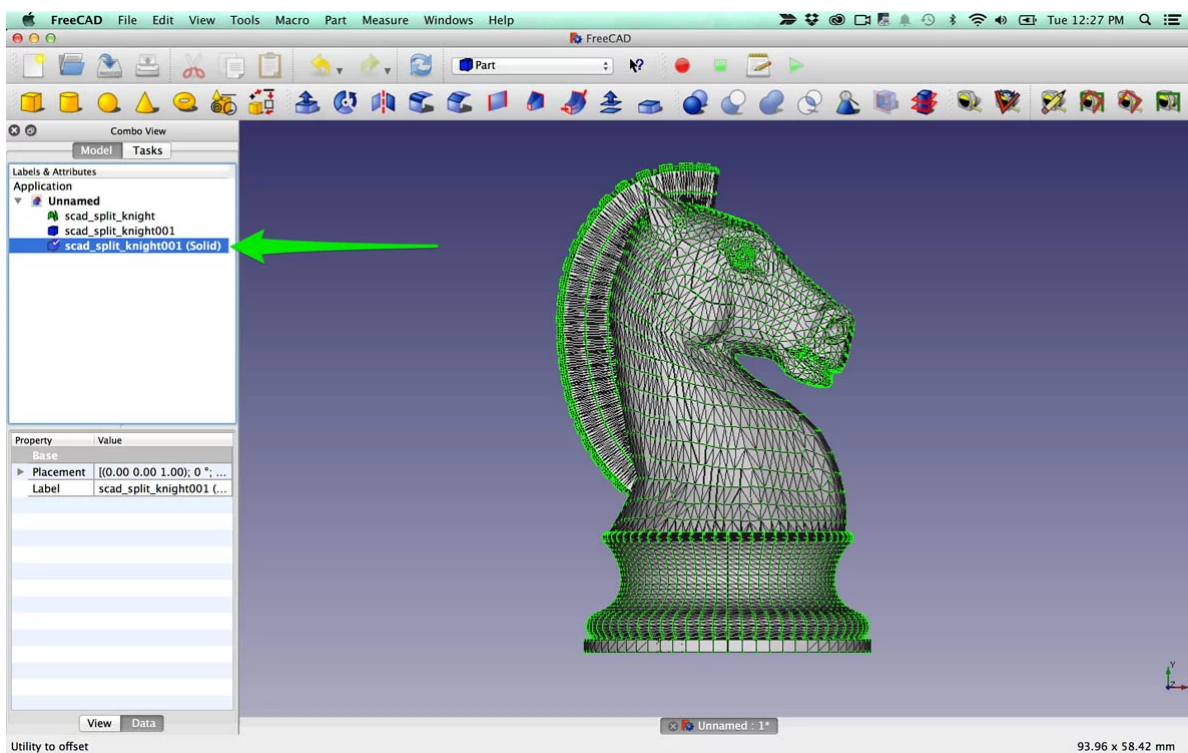 FreeCAD File Edit View Tools Macro Part Measure Windows Help Tue 12:27 PM
FreeCAD
Part
Combo View
Model Tasks
Labels & Attributes
Application
Unnamed
scad_split_knight
scad_split_knight001
scad_split_knight001 (Solid)
Property Value
Base
Placement [(0.00 0.00 1.00); 0 °; ...
Label scad_split_knight001 (...
View Data
Unnamed : 1*
Y
Z
Utility to offset 93.96 x 58.42 mm